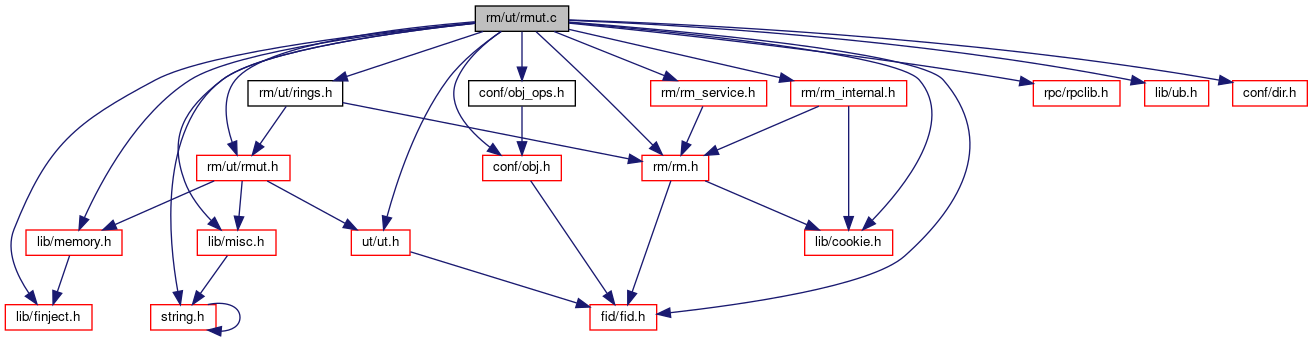 rm/ut/rmut.c
rm/ut/rings.h
conf/obj_ops.h
rm/rm_service.h
rm/rm_internal.h
rpc/rpclib.h
lib/ub.h
conf/dir.h
rm/ut/rmut.h
conf/obj.h
rm/rm.h
lib/memory.h
lib/misc.h
ut/ut.h
lib/cookie.h
lib/finject.h
string.h
fid/fid.h